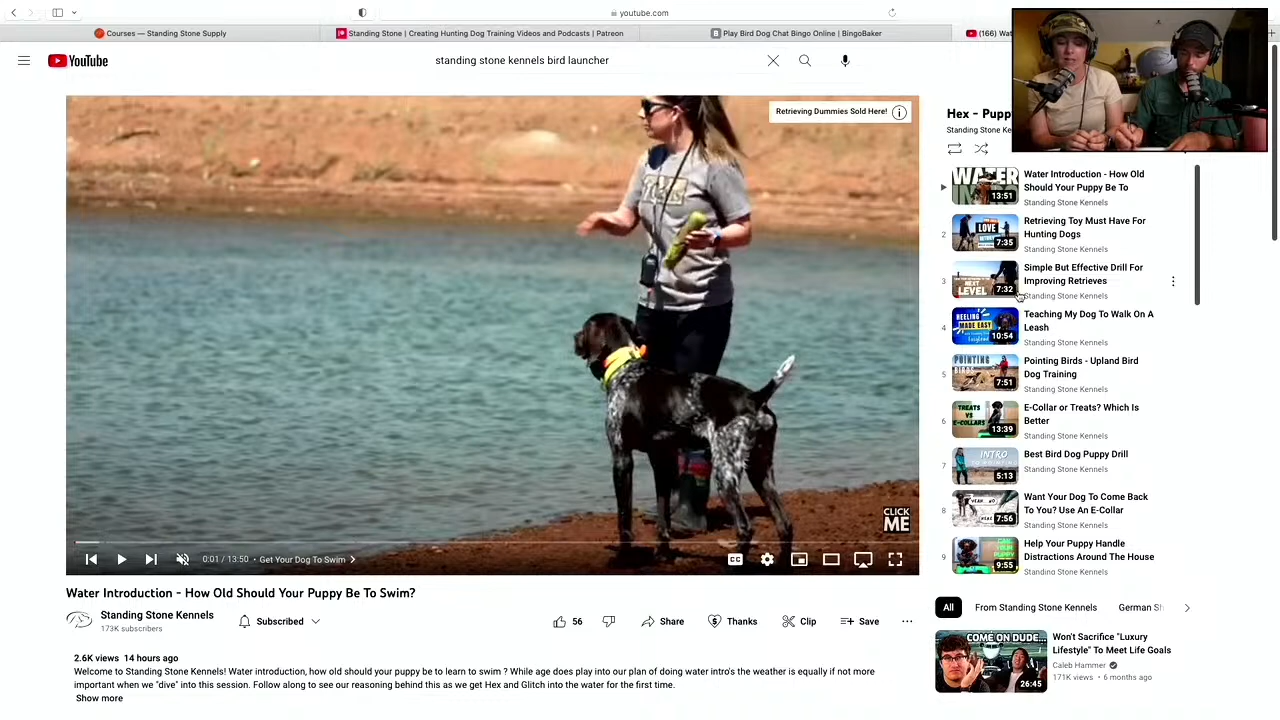 youtube.com
Courses — Standing Stone Supply
Standing Stone | Creating Hunting Dog Training Videos and Podcasts | Patreon
Play Bird Dog Chat Bingo Online | BingoBaker
(166) Wat
YouTube
standing stone kennels bird launcher
Retrieving Dummies Sold Here!
CLICK
ME
0:01 / 13:50 • Get Your Dog To Swim
Water Introduction - How Old Should Your Puppy Be To Swim?
Standing Stone Kennels
173K subscribers
Subscribed
56
Share
Thanks
Clip
Save
2.6K views 14 hours ago
Welcome to Standing Stone Kennels! Water introduction, how old should your puppy be to learn to swim ? While age does play into our plan of doing water intros the weather is equally if not more
important when we "dive" into this session. Follow along to see our reasoning behind this as we get Hex and Glitch into the water for the first time.
Show more
Hex - Pupp
Standing Stone Ke
WATER
13:51
Water Introduction - How Old
Should Your Puppy Be To
Standing Stone Kennels
2
LOVE
7:35
Retrieving Toy Must Have For
Hunting Dogs
Standing Stone Kennels
3
NEXT
LEVEL
7:32
Simple But Effective Drill For
Improving Retrieves
Standing Stone Kennels
4
HEELING
MADE EASY
10:54
Teaching My Dog To Walk On A
Leash
Standing Stone Kennels
5
POINTING
BIRDS
7:51
Pointing Birds - Upland Bird
Dog Training
Standing Stone Kennels
6
TREATS
VS
E-COLLARS
13:39
E-Collar or Treats? Which Is
Better
Standing Stone Kennels
7
INTRO
5:13
Best Bird Dog Puppy Drill
Standing Stone Kennels
8
7:56
Want Your Dog To Come Back
To You? Use An E-Collar
Standing Stone Kennels
9
9:55
Help Your Puppy Handle
Distractions Around The House
Standing Stone Kennels
All
From Standing Stone Kennels
German Sh
COME ON DUDE...
26:45
Won't Sacrifice "Luxury
Lifestyle" To Meet Life Goals
Caleb Hammer
171K views • 6 months ago